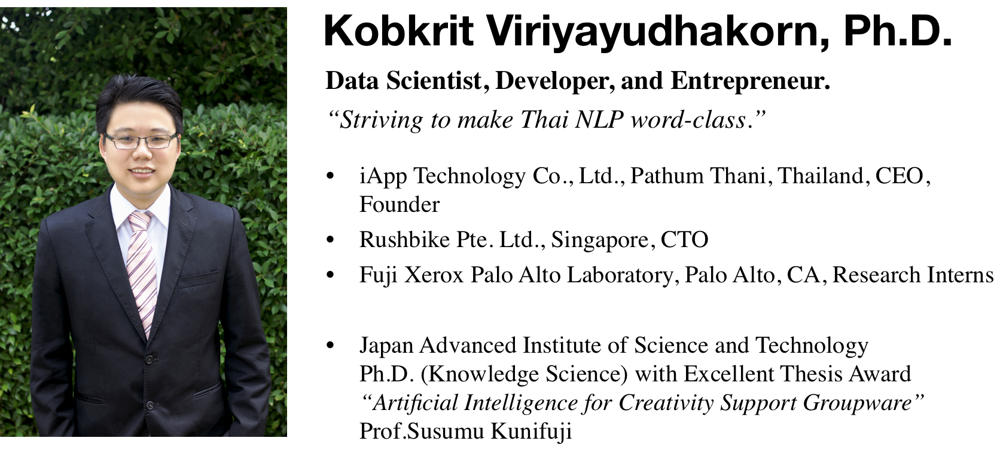 Kobkrit Viriyayudhakorn, Ph.D.
Data Scientist, Developer, and Entrepreneur.
“Striving to make Thai NLP word-class.”
• iApp Technology Co., Ltd., Pathum Thani, Thailand, CEO,
Founder
• Rushbike Pte. Ltd., Singapore, CTO
• Fuji Xerox Palo Alto Laboratory, Palo Alto, CA, Research Interns
• Japan Advanced Institute of Science and Technology
Ph.D. (Knowledge Science) with Excellent Thesis Award
“Artificial Intelligence for Creativity Support Groupware”
Prof.Susumu Kunifuji